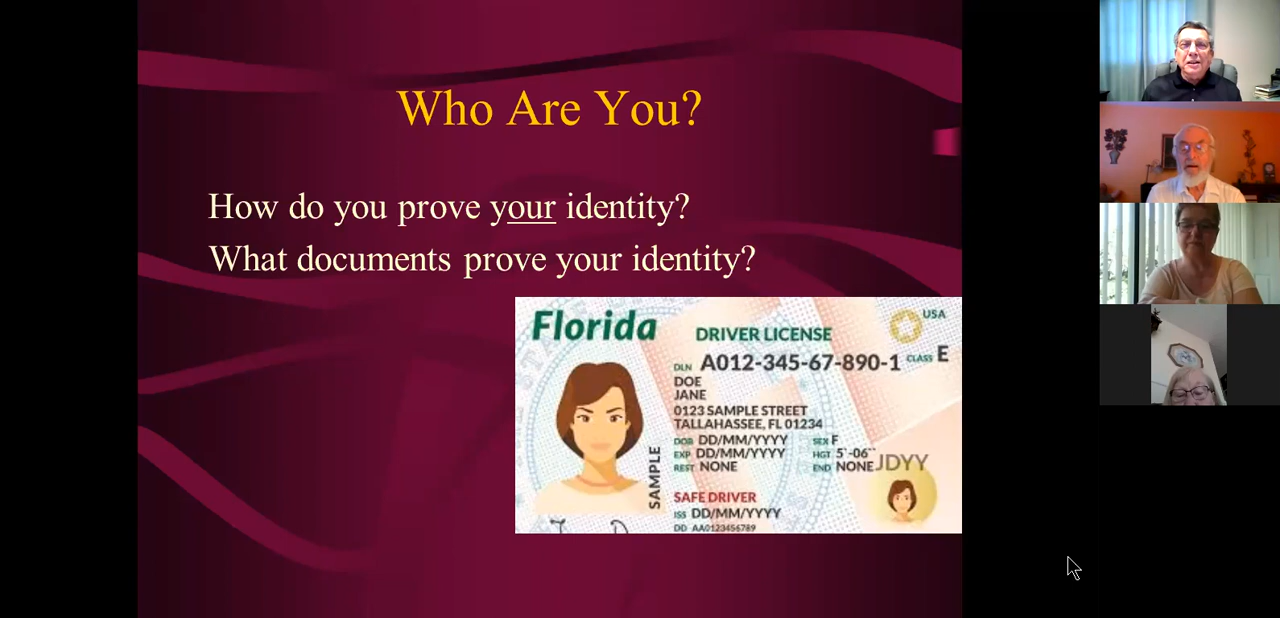 Who Are You?
How do you prove your identity?
What documents prove your identity?
Florida
DRIVER LICENSE
USA
DLN A012-345-67-890-1 CLASS E
DOE
JANE
0123 SAMPLE STREET
TALLAHASSEE, FL 01234
DOB DD/MM/YYYY SEX F
EXP DD/MM/YYYY HGT 5'-06"
REST NONE END NONE JDYY
SAMPLE
SAFE DRIVER
ISS DD/MM/YYYY
DD AA0123456789